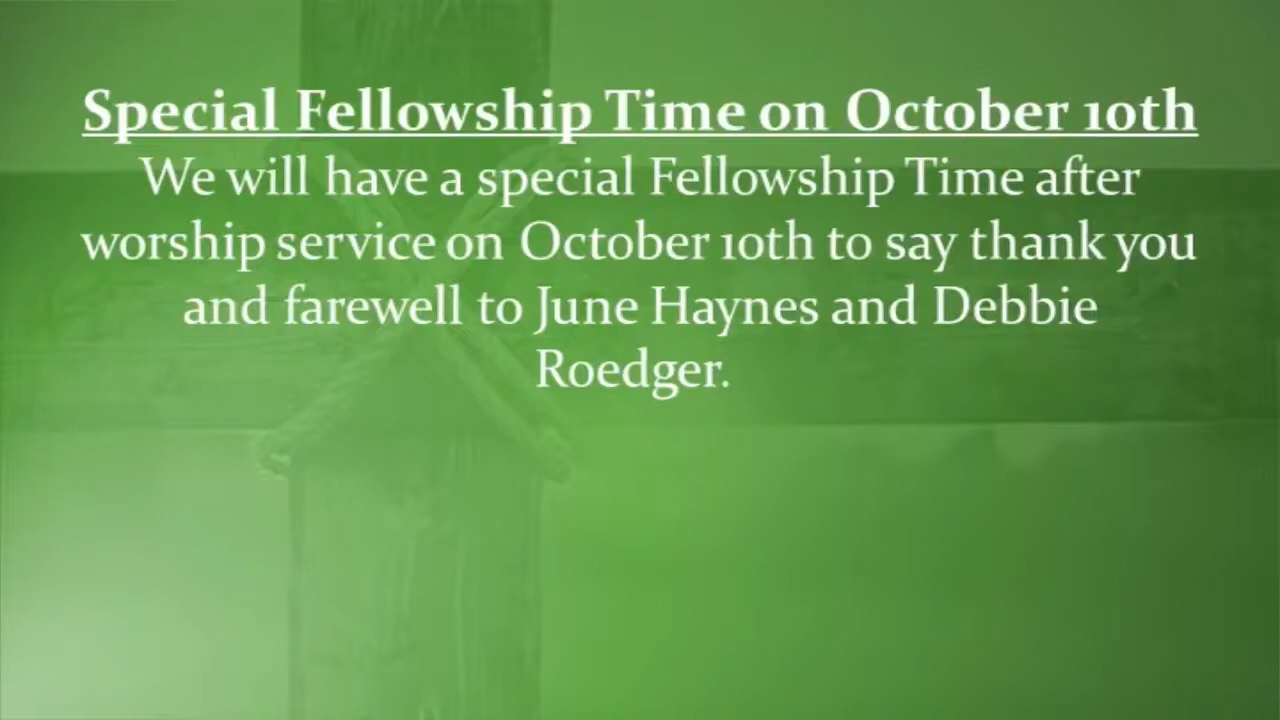 Special Fellowship Time on October 10th
We will have a special Fellowship Time after
worship service on October 10th to say thank you
and farewell to June Haynes and Debbie
Roedger.